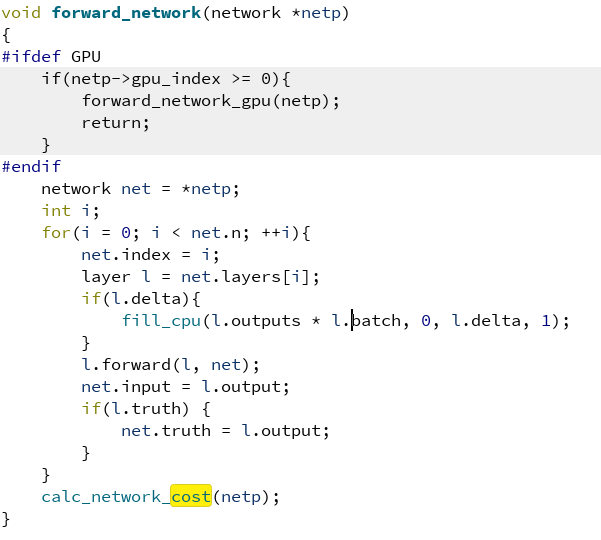 void forward_network(network *netp)
{
#ifdef GPU
    if(netp->gpu_index >= 0){
        forward_network_gpu(netp);
        return;
    }
#endif
    network net = *netp;
    int i;
    for(i = 0; i < net.n; ++i){
        net.index = i;
        layer l = net.layers[i];
        if(l.delta){
            fill_cpu(l.outputs * l.batch, 0, l.delta, 1);
        }
        l.forward(l, net);
        net.input = l.output;
        if(l.truth) {
            net.truth = l.output;
        }
    }
    calc_network_cost(netp);
}